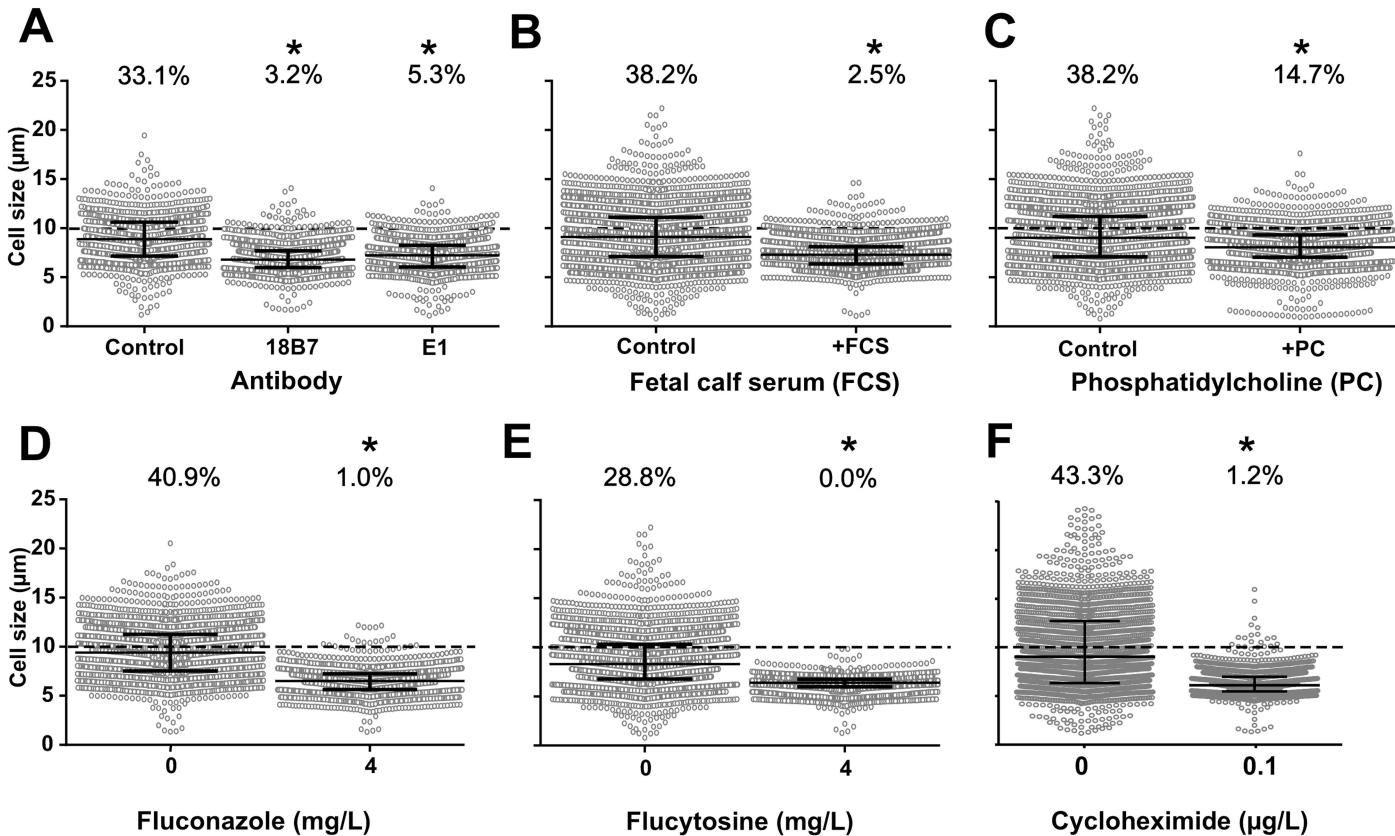 A
B
C
*
*
*
*
33.1%
3.2%
5.3%
38.2%
2.5%
38.2%
14.7%
Cell size (µm)
25
20
15
10
5
0
Control
18B7
E1
Control
+FCS
Control
+PC
Antibody
Fetal calf serum (FCS)
Phosphatidylcholine (PC)
D
E
F
*
*
*
40.9%
1.0%
28.8%
0.0%
43.3%
1.2%
Cell size (µm)
25
20
15
10
5
0
0
4
0
4
0
0.1
Fluconazole (mg/L)
Flucytosine (mg/L)
Cycloheximide (µg/L)